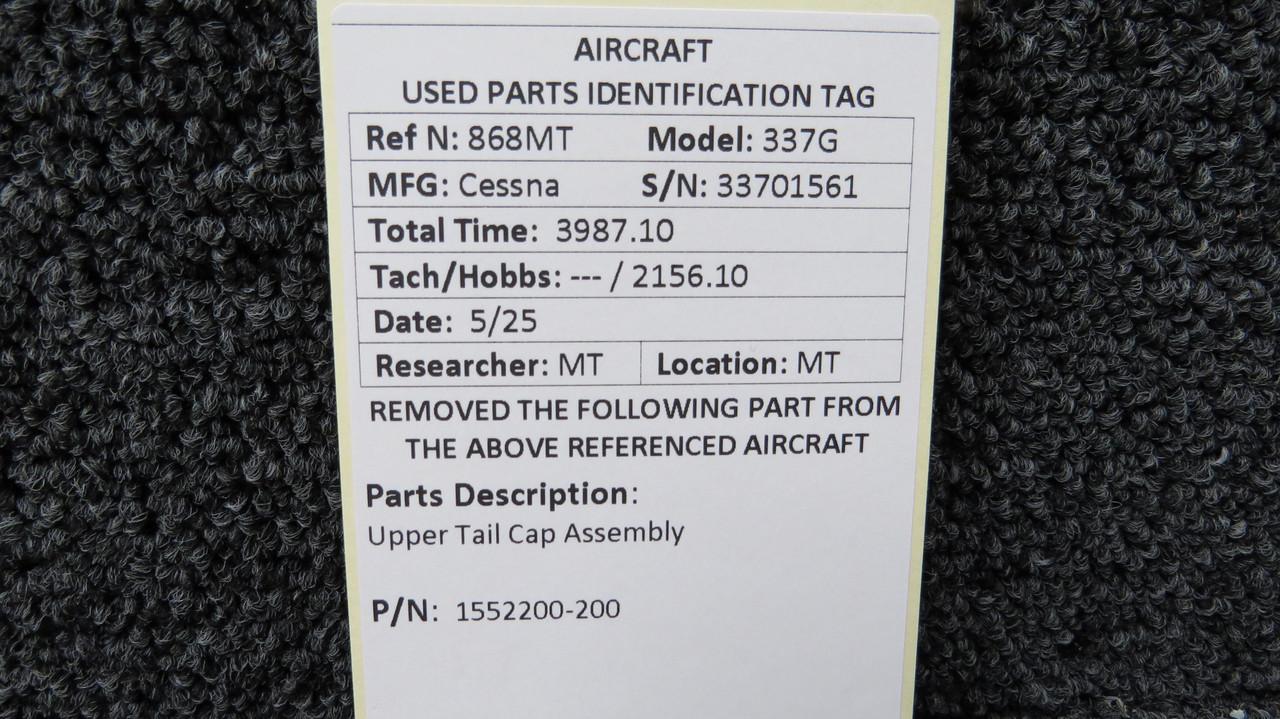 AIRCRAFT
USED PARTS IDENTIFICATION TAG
Ref N: 868MT Model: 337G
MFG: Cessna S/N: 33701561
Total Time: 3987.10
Tach/Hobbs: --- / 2156.10
Date: 5/25
Researcher: MT Location: MT
REMOVED THE FOLLOWING PART FROM
THE ABOVE REFERENCED AIRCRAFT
Parts Description:
Upper Tail Cap Assembly
P/N: 1552200-200